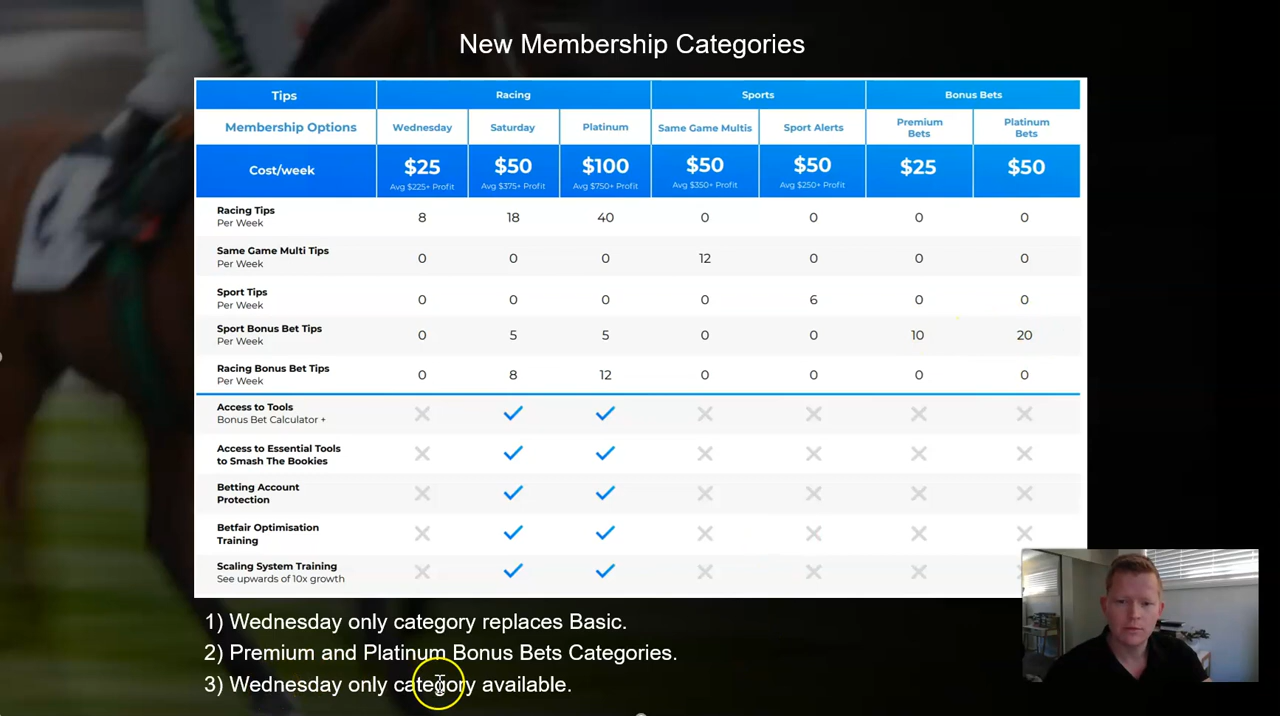 New Membership Categories
Tips Racing Sports Bonus Bets
Membership Options Wednesday Saturday Platinum Same Game Multis Sport Alerts Premium Bets Platinum Bets
Cost/week $25 $50 $100 $50 $50 $25 $50
Avg $225+ Profit Avg $375+ Profit Avg $750+ Profit Avg $350+ Profit Avg $250+ Profit
Racing Tips
Per Week 8 18 40 0 0 0 0
Same Game Multi Tips
Per Week 0 0 0 12 0 0 0
Sport Tips
Per Week 0 0 0 0 6 0 0
Sport Bonus Bet Tips
Per Week 0 5 5 0 0 10 20
Racing Bonus Bet Tips
Per Week 0 8 12 0 0 0 0
Access to Tools
Bonus Bet Calculator +
Access to Essential Tools
to Smash The Bookies
Betting Account
Protection
Betfair Optimisation
Training
Scaling System Training
See upwards of 10x growth
1) Wednesday only category replaces Basic.
2) Premium and Platinum Bonus Bets Categories.
3) Wednesday only category available.